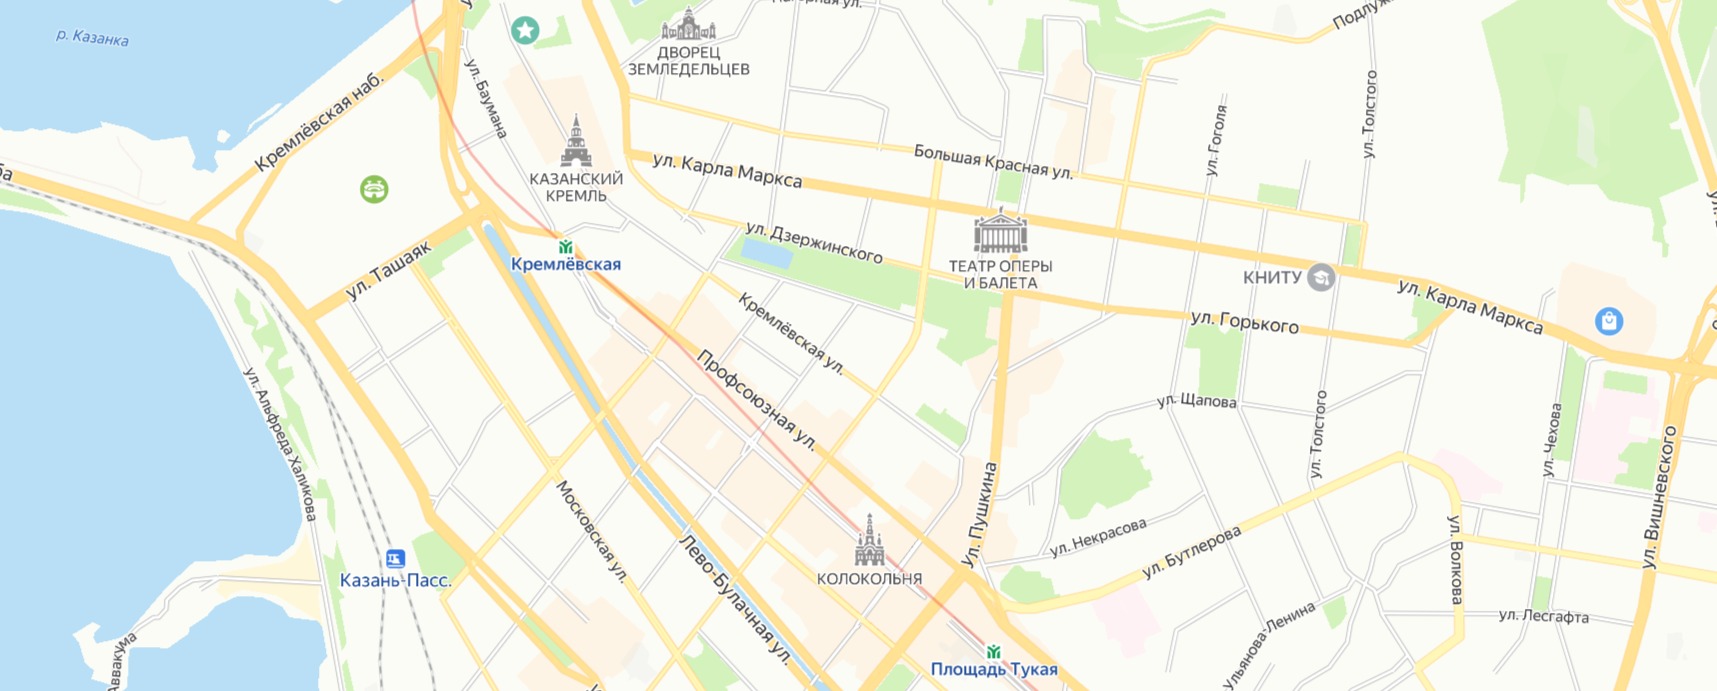 р. Казанка
ДВОРЕЦ
ЗЕМЛЕДЕЛЬЦЕВ
ул. Баумана
Кремлёвская наб.
КАЗАНСКИЙ
КРЕМЛЬ
ул. Карла Маркса
Большая Красная ул.
ул. Гоголя
ул.Толстого
ул. Дзержинского
ТЕАТР ОПЕРЫ
И БАЛЕТА
Кремлёвская
ул. Ташаяк
КНИТУ
ул. Карла Маркса
Кремлёвская ул.
ул. Горького
Профсоюзная ул.
ул. Альфреда Халикова
ул. Щапова
ул. Толстого
ул. Чехова
ул. Вишневского
Московская ул.
ул. Пушкина
ул. Некрасова
ул. Бутлерова
ул. Волкова
Казань-Пасс.
Лево-Булачная ул.
КОЛОКОЛЬНЯ
ул. Лесгафта
Ульянова-Ленина
Площадь Тукая
Аввакума